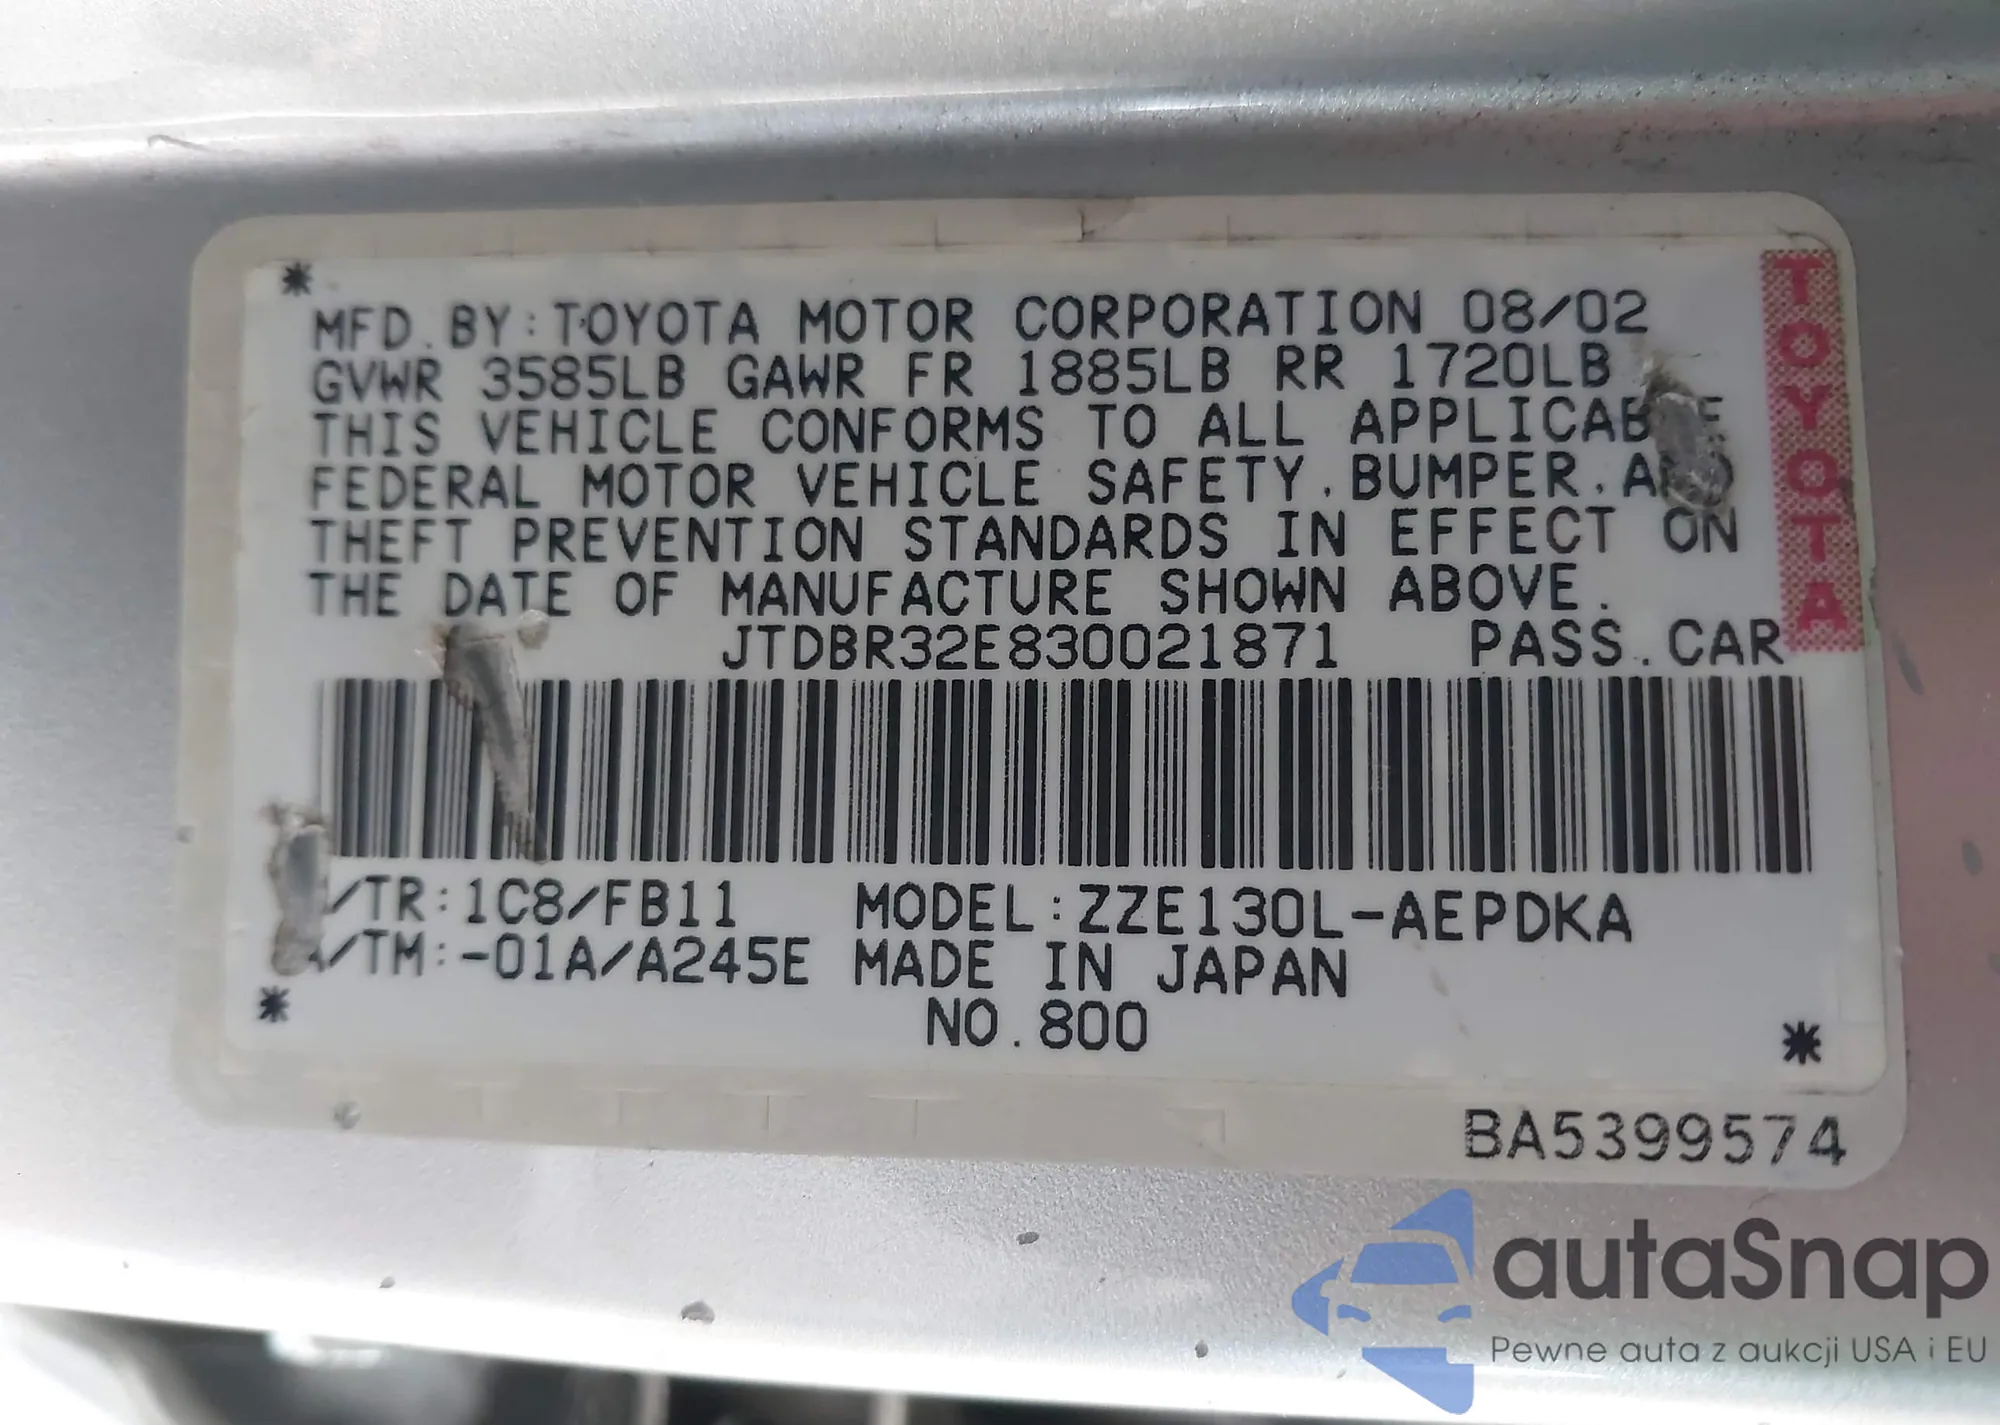 *
MFD. BY: TOYOTA MOTOR CORPORATION 08/02
GVWR 3585LB GAWR FR 1885LB RR 1720LB
THIS VEHICLE CONFORMS TO ALL APPLICABLE
FEDERAL MOTOR VEHICLE SAFETY. BUMPER. AND
THEFT PREVENTION STANDARDS IN EFFECT ON
THE DATE OF MANUFACTURE SHOWN ABOVE.
JTDBR32E830021871 PASS. CAR
TOYOTA
/TR:1C8/FB11 MODEL:ZZE130L-AEPDKA
A/TM:-01A/A245E MADE IN JAPAN
* NO.800 *
BA5399574
autaSnap
Pewne auta z aukcji USA i EU